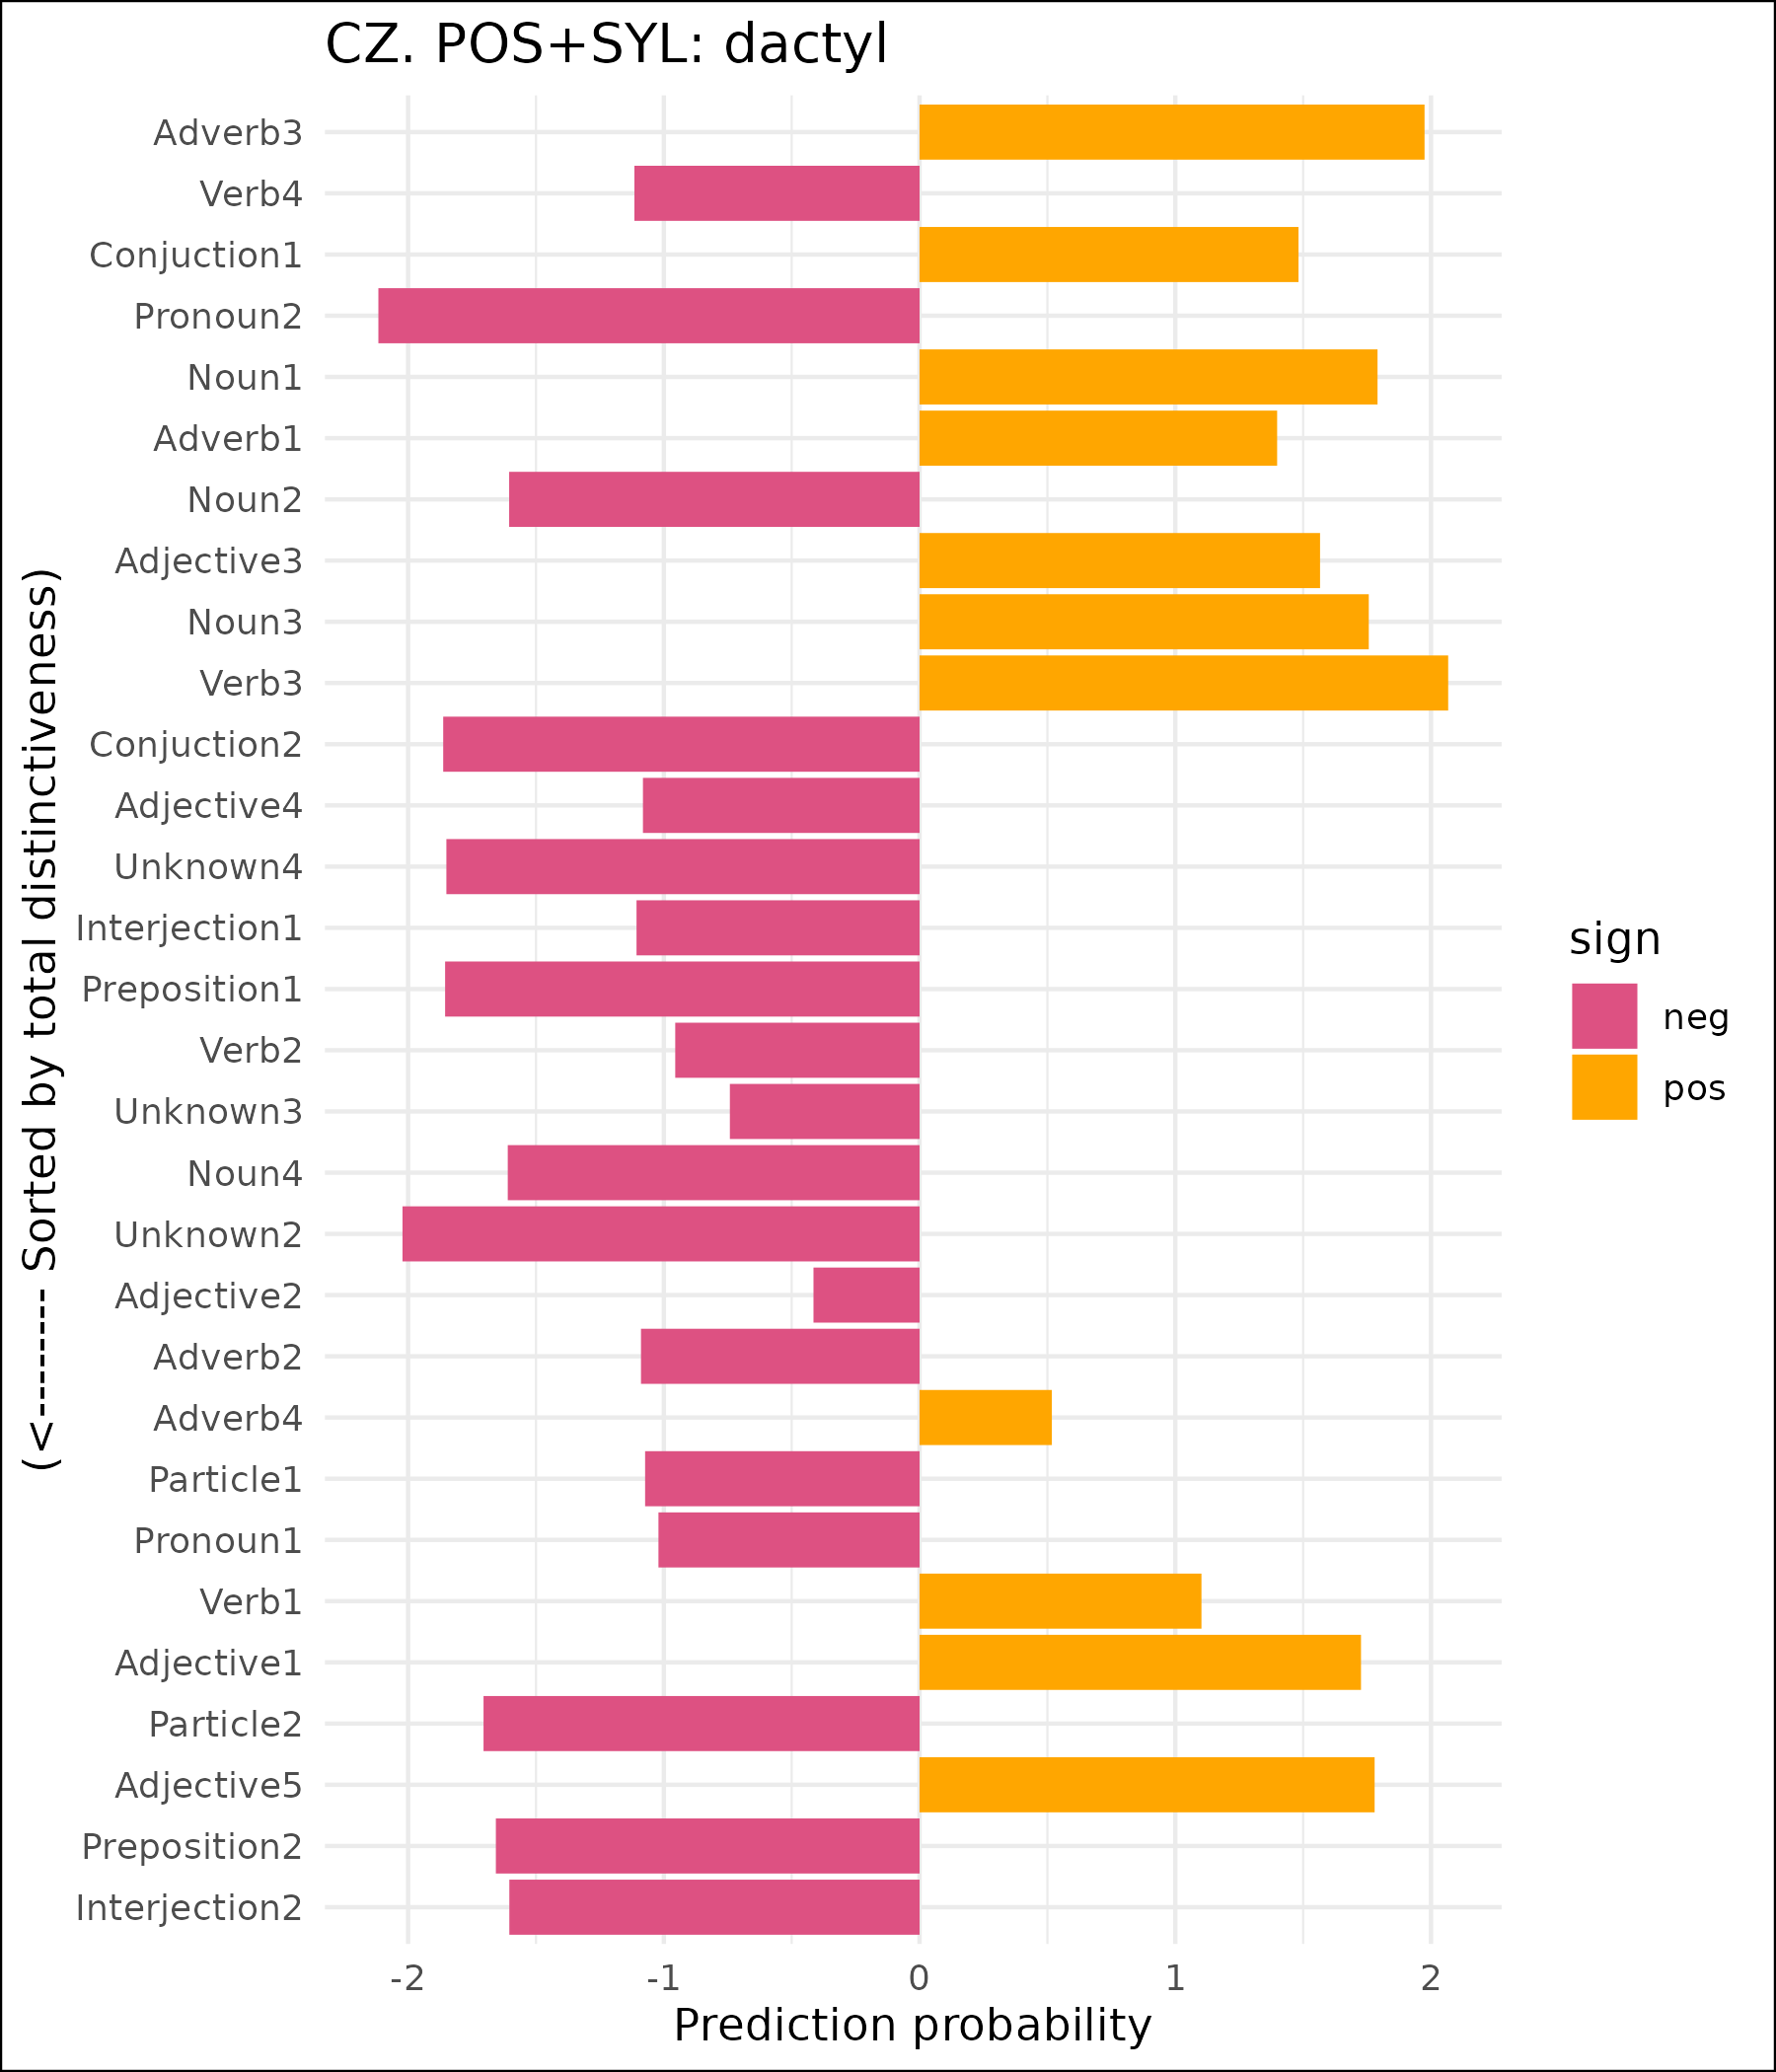 CZ. POS+SYL: dactyl
Adverb3
Verb4
Conjuction1
Pronoun2
Noun1
Adverb1
Noun2
Adjective3
Noun3
Verb3
Conjuction2
Adjective4
Unknown4
Interjection1
Preposition1
Verb2
Unknown3
Noun4
Unknown2
Adjective2
Adverb2
Adverb4
Particle1
Pronoun1
Verb1
Adjective1
Particle2
Adjective5
Preposition2
Interjection2
(<--------- Sorted by total distinctiveness)
-2 -1 0 1 2
Prediction probability
sign
neg
pos